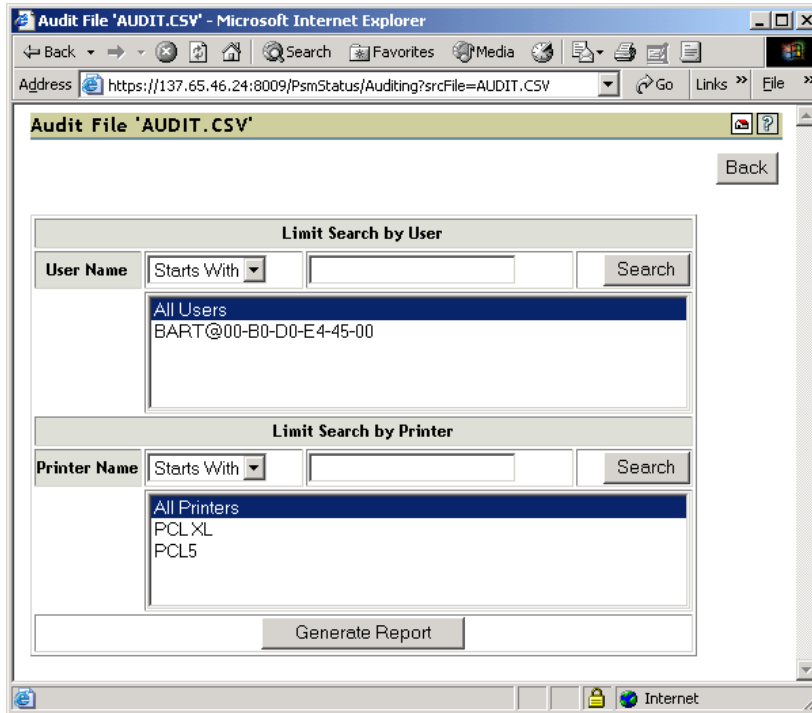 Audit File 'AUDIT.CSV' - Microsoft Internet Explorer
Back Search Favorites Media
Address https://137.65.46.24:8009/PsmStatus/Auditing?srcFile=AUDIT.CSV Go Links » File »
Audit File 'AUDIT.CSV' ?
Back
Limit Search by User
User Name Starts With Search
All Users
BART@00-B0-D0-E4-45-00
Limit Search by Printer
Printer Name Starts With Search
All Printers
PCLXL
PCL5
Generate Report
Internet